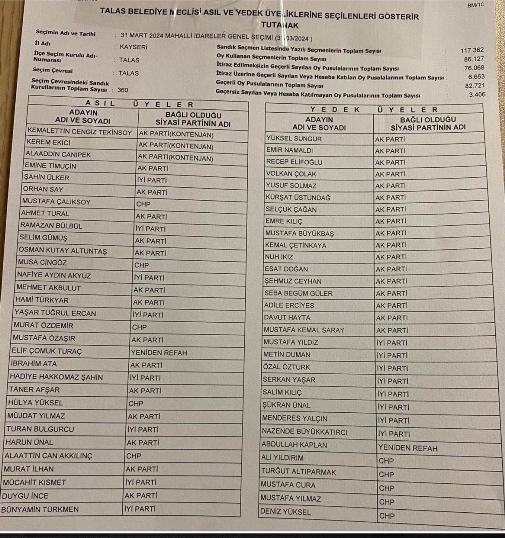 BM/10
TALAS BELEDİYE MECLİSİ ASIL VE YEDEK ÜYELİKLERİNE SEÇİLENLERİ GÖSTERİR
TUTANAK
Seçimin Adı ve Tarihi : 31 MART 2024 MAHALLİ İDARELER GENEL SEÇİMİ (31/03/2024)
İl Adı : KAYSERİ
İlçe Seçim Kurulu Adı-Numarası : TALAS
Seçim Çevresi : TALAS
Seçim Çevresindeki Sandık Kurullarının Toplam Sayısı : 360
Sandık Seçmen Listesinde Yazılı Seçmenlerin Toplam Sayısı : 117.362
Oy Kullanan Seçmenlerin Toplam Sayısı : 86.127
İtiraz Edilmeksizin Geçerli Sayılan Oy Pusulalarının Toplam Sayısı : 76.068
İtiraz Üzerine Geçerli Sayılan Veya Hesaba Katılan Oy Pusulalarının Toplam Sayısı : 6.653
Geçerli Oy Pusulalarının Toplam Sayısı : 82.721
Geçersiz Sayılan Veya Hesaba Katılmayan Oy Pusulalarının Toplam Sayısı : 3.406
ASIL ÜYELER
ADAYIN ADI VE SOYADI BAĞLI OLDUĞU SİYASİ PARTİNİN ADI
KEMALETTİN CENGİZ TEKİNSOY AK PARTİ(KONTENJAN)
KEREM EKİCİ AK PARTİ(KONTENJAN)
ALAADDİN CANIPEK AK PARTİ(KONTENJAN)
EMİNE TİMUÇİN AK PARTİ
ŞAHİN ÜLKER İYİ PARTİ
ORHAN SAY AK PARTİ
MUSTAFA ÇALIKSOY CHP
AHMET TURAL AK PARTİ
RAMAZAN BÜLBÜL İYİ PARTİ
SELİM GÜMÜŞ AK PARTİ
OSMAN KUTAY ALTUNTAŞ AK PARTİ
MUSA CİNGÖZ CHP
NAFİYE AYDIN AKYÜZ İYİ PARTİ
MEHMET AKBULUT AK PARTİ
HAMİ TÜRKYAR AK PARTİ
YAŞAR TUĞRUL ERCAN İYİ PARTİ
MURAT ÖZDEMİR CHP
MUSTAFA ÖZAŞIR AK PARTİ
ELİF ÇOMUK TURAÇ YENİDEN REFAH
İBRAHİM ATA AK PARTİ
HADİYE HAKKOMAZ ŞAHİN İYİ PARTİ
TANER AFŞAR AK PARTİ
HÜLYA YÜKSEL CHP
MÜJDAT YILMAZ AK PARTİ
TURAN BULGURCU İYİ PARTİ
HARUN ÜNAL AK PARTİ
ALAATTİN CAN AKKILINÇ CHP
MURAT İLHAN AK PARTİ
MÜCAHİT KISMET İYİ PARTİ
DUYGU İNCE AK PARTİ
BÜNYAMİN TÜRKMEN İYİ PARTİ
YEDEK ÜYELER
ADAYIN ADI VE SOYADI BAĞLI OLDUĞU SİYASİ PARTİNİN ADI
YÜKSEL SUNGUR AK PARTİ
EMİR NAMALDI AK PARTİ
RECEP ELİFOĞLU AK PARTİ
VOLKAN ÇOLAK AK PARTİ
YUSUF SOLMAZ AK PARTİ
KÜRŞAT ÜSTÜNDAĞ AK PARTİ
SELÇUK ÇAĞAN AK PARTİ
EMRE KILIÇ AK PARTİ
MUSTAFA BÜYÜKBAŞ AK PARTİ
KEMAL ÇETİNKAYA AK PARTİ
NUH İKİZ AK PARTİ
ESAT DOĞAN AK PARTİ
ŞEHMUZ CEYHAN AK PARTİ
SEBA BEGÜM GÜLER AK PARTİ
ADİLE ERCİYES AK PARTİ
DAVUT HAYTA AK PARTİ
MUSTAFA KEMAL SARAY AK PARTİ
MUSTAFA YILDIZ İYİ PARTİ
METİN DUMAN İYİ PARTİ
ÖZAL ÖZTÜRK İYİ PARTİ
SERKAN YAŞAR İYİ PARTİ
SALİM KILIÇ İYİ PARTİ
ŞÜKRAN ÜNAL İYİ PARTİ
MENDERES YALÇIN İYİ PARTİ
NAZENDE BÜYÜKKATIRCI İYİ PARTİ
ABDULLAH KAPLAN YENİDEN REFAH
ALİ YILDIRIM CHP
TURGUT ALTIPARMAK CHP
MUSTAFA CURA CHP
MUSTAFA YILMAZ CHP
DENİZ YÜKSEL CHP